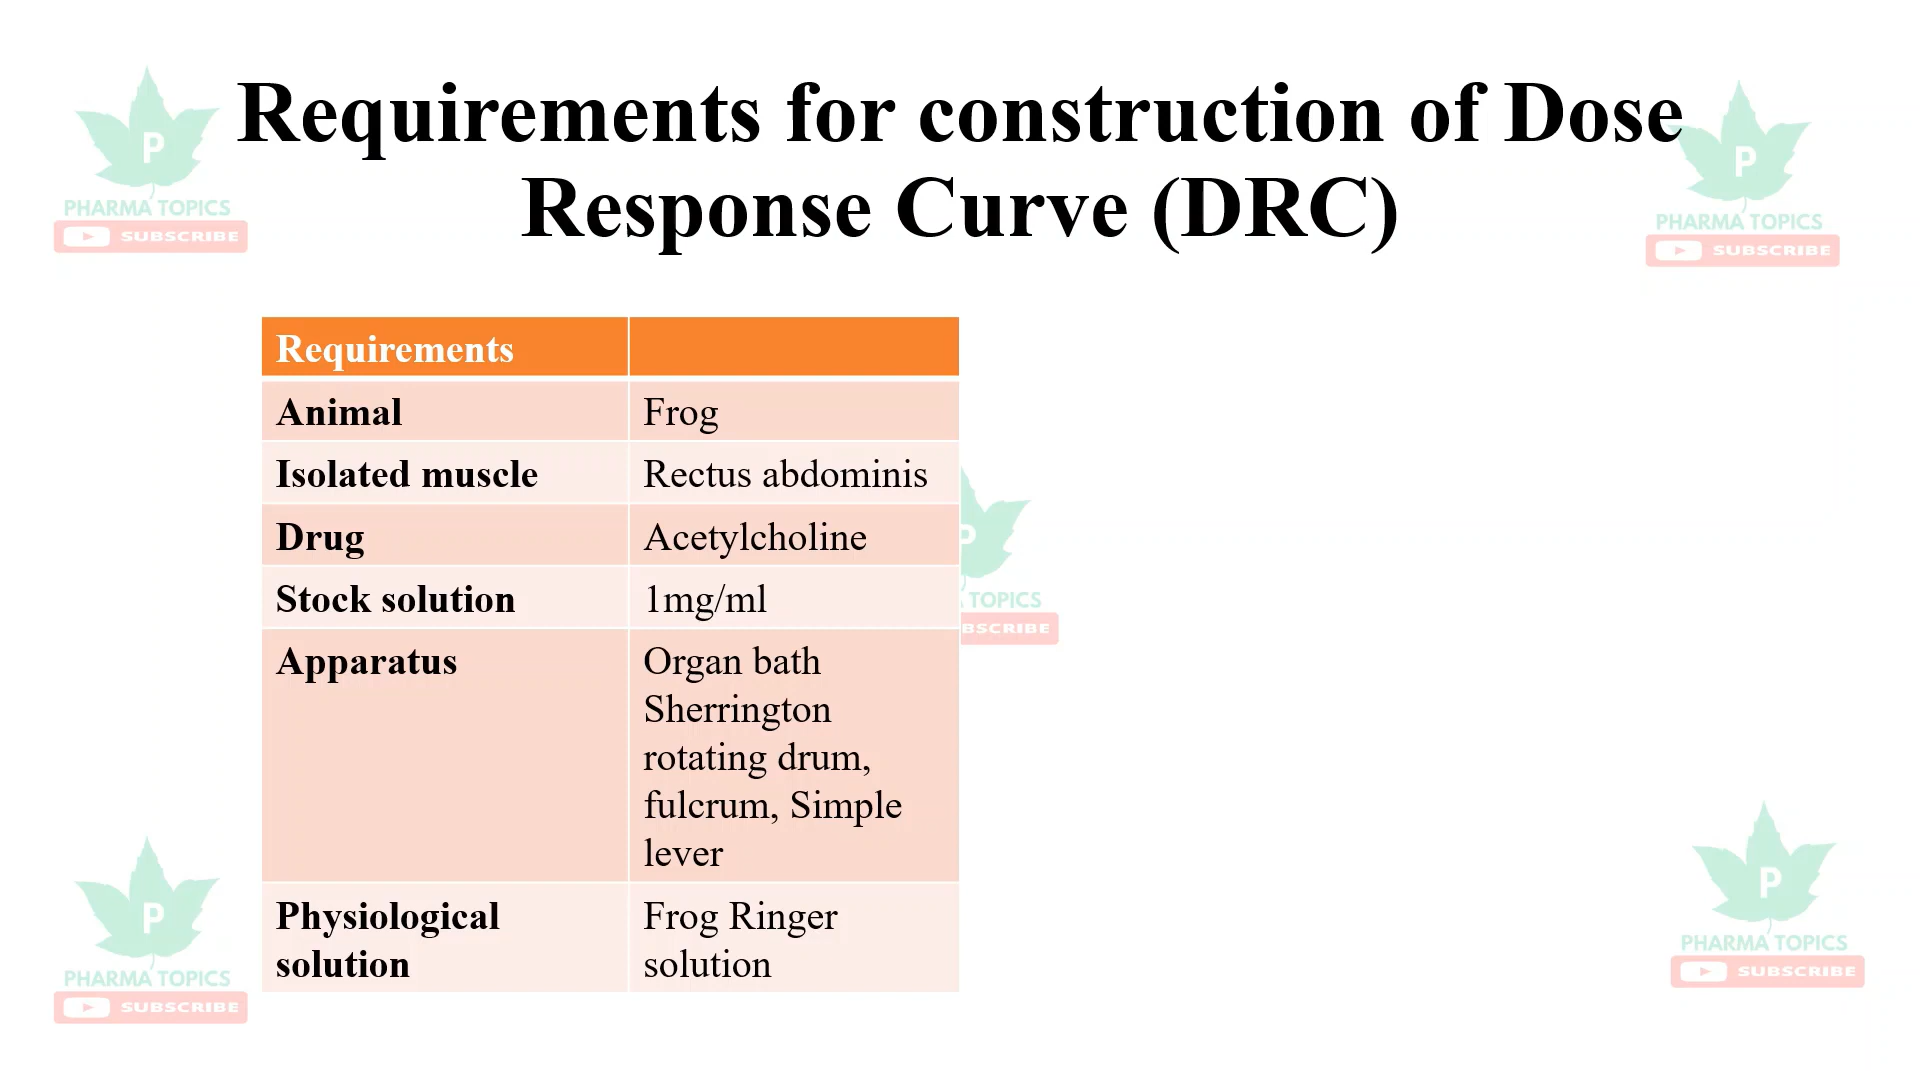 Requirements for construction of Dose
Response Curve (DRC)
P
PHARMA TOPICS
SUBSCRIBE
P
PHARMA TOPICS
SUBSCRIBE
Requirements
Animal Frog
Isolated muscle Rectus abdominis
Drug Acetylcholine
Stock solution 1mg/ml
Apparatus Organ bath
Sherrington
rotating drum,
fulcrum, Simple
lever
Physiological Frog Ringer
solution solution
P
TOPICS
BSCRIBE
P
PHARMA TOPICS
SUBSCRIBE
P
PHARMA TOPICS
SUBSCRIBE